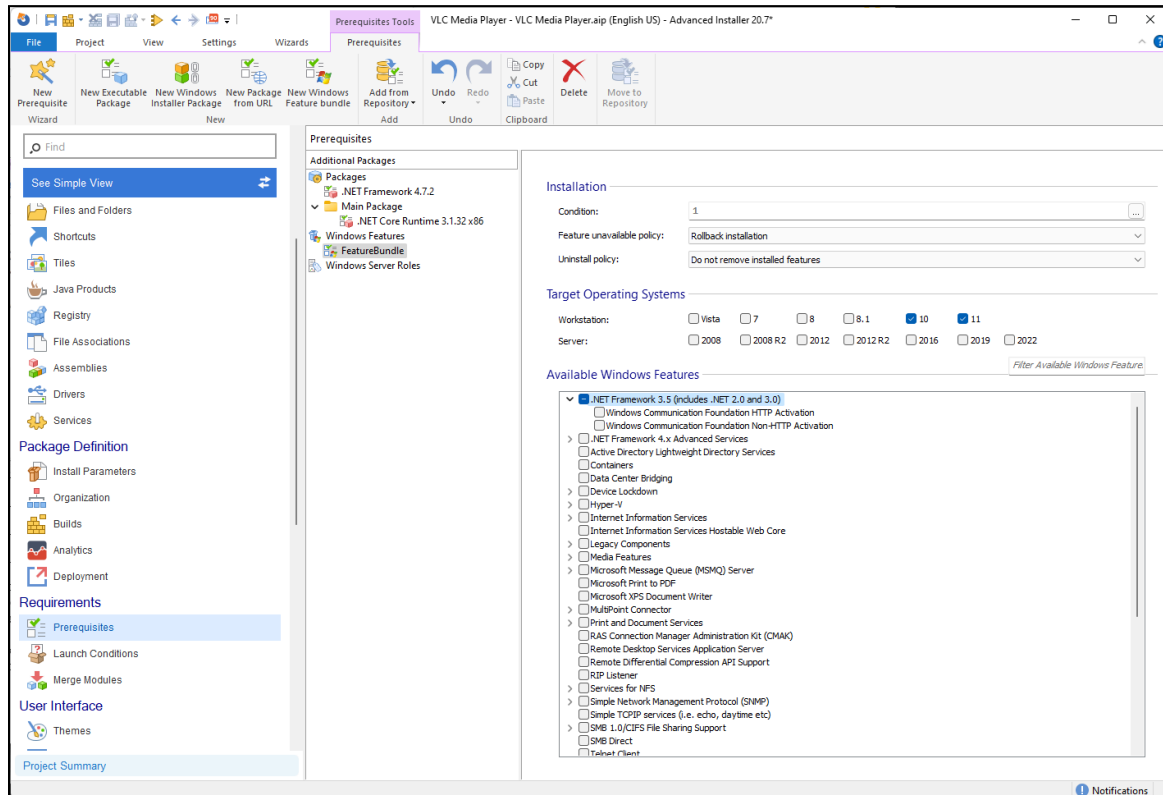 Prerequisites Tools
VLC Media Player - VLC Media Player.aip (English US) - Advanced Installer 20.7*
File Project View Settings Wizards Prerequisites
New Prerequisite
New Executable Package
New Windows Installer Package
New Package from URL
New Windows Feature bundle
Add from Repository
Undo
Redo
Copy
Cut
Paste
Delete
Move to Repository
Wizard New Add Undo Clipboard
Find
See Simple View
Files and Folders
Shortcuts
Tiles
Java Products
Registry
File Associations
Assemblies
Drivers
Services
Package Definition
Install Parameters
Organization
Builds
Analytics
Deployment
Requirements
Prerequisites
Launch Conditions
Merge Modules
User Interface
Themes
Project Summary
Prerequisites
Additional Packages
Packages
.NET Framework 4.7.2
Main Package
.NET Core Runtime 3.1.32 x86
Windows Features
FeatureBundle
Windows Server Roles
Installation
Condition: 1 ...
Feature unavailable policy: Rollback installation
Uninstall policy: Do not remove installed features
Target Operating Systems
Workstation: Vista 7 8 8.1 10 11
Server: 2008 2008 R2 2012 2012 R2 2016 2019 2022
Filter Available Windows Feature
Available Windows Features
.NET Framework 3.5 (includes .NET 2.0 and 3.0)
Windows Communication Foundation HTTP Activation
Windows Communication Foundation Non-HTTP Activation
.NET Framework 4.x Advanced Services
Active Directory Lightweight Directory Services
Containers
Data Center Bridging
Device Lockdown
Hyper-V
Internet Information Services
Internet Information Services Hostable Web Core
Legacy Components
Media Features
Microsoft Message Queue (MSMQ) Server
Microsoft Print to PDF
Microsoft XPS Document Writer
MultiPoint Connector
Print and Document Services
RAS Connection Manager Administration Kit (CMAK)
Remote Desktop Services Application Server
Remote Differential Compression API Support
RIP Listener
Services for NFS
Simple Network Management Protocol (SNMP)
Simple TCPIP services (i.e. echo, daytime etc)
SMB 1.0/CIFS File Sharing Support
SMB Direct
Telnet Client
Notifications